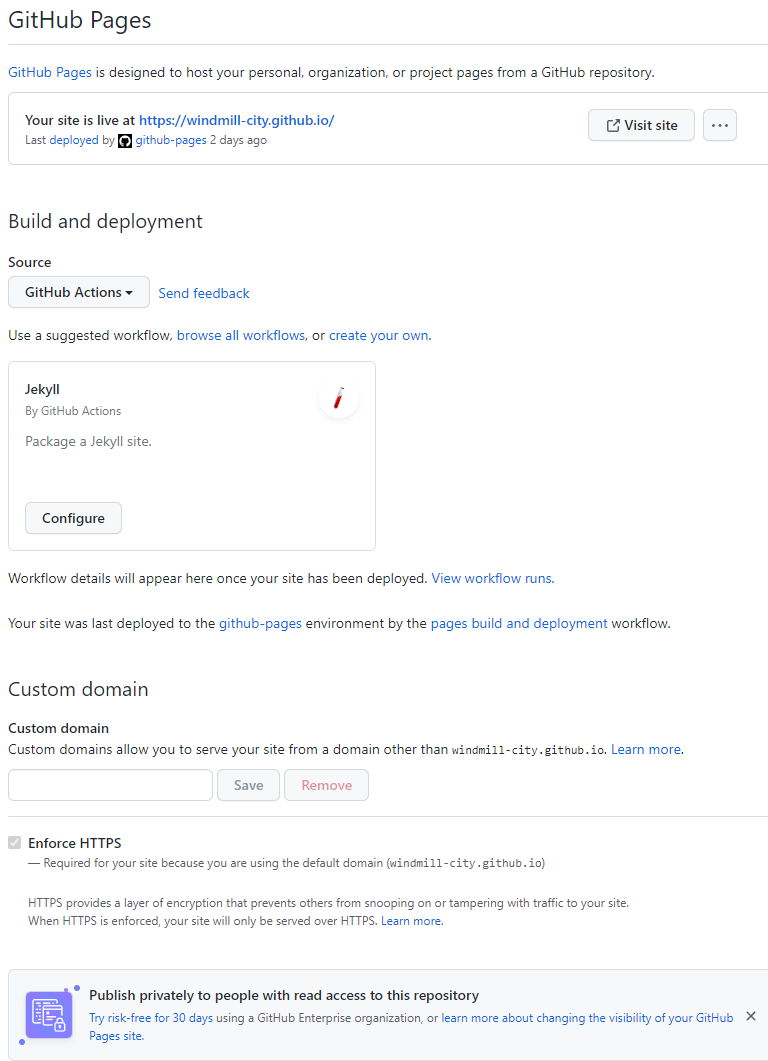 GitHub Pages
GitHub Pages is designed to host your personal, organization, or project pages from a GitHub repository.
Your site is live at https://windmill-city.github.io/
Last deployed by github-pages 2 days ago
Visit site
Build and deployment
Source
GitHub Actions
Send feedback
Use a suggested workflow, browse all workflows, or create your own.
Jekyll
By GitHub Actions
Package a Jekyll site.
Configure
Workflow details will appear here once your site has been deployed. View workflow runs.
Your site was last deployed to the github-pages environment by the pages build and deployment workflow.
Custom domain
Custom domain
Custom domains allow you to serve your site from a domain other than windmill-city.github.io. Learn more.
Save
Remove
Enforce HTTPS
— Required for your site because you are using the default domain (windmill-city.github.io)
HTTPS provides a layer of encryption that prevents others from snooping on or tampering with traffic to your site.
When HTTPS is enforced, your site will only be served over HTTPS. Learn more.
Publish privately to people with read access to this repository
Try risk-free for 30 days using a GitHub Enterprise organization, or learn more about changing the visibility of your GitHub
Pages site.